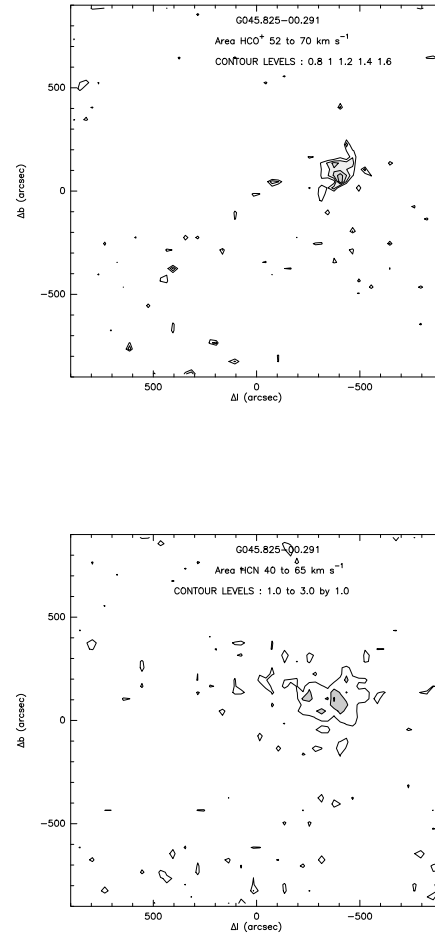 G045.825−00.291
Area HCO⁺ 52 to 70 km s⁻¹
CONTOUR LEVELS : 0.8 1 1.2 1.4 1.6
500
0
−500
Δb (arcsec)
500 0 −500
Δl (arcsec)
G045.825−00.291
Area HCN 40 to 65 km s⁻¹
CONTOUR LEVELS : 1.0 to 3.0 by 1.0
500
0
−500
Δb (arcsec)
500 0 −500
Δl (arcsec)